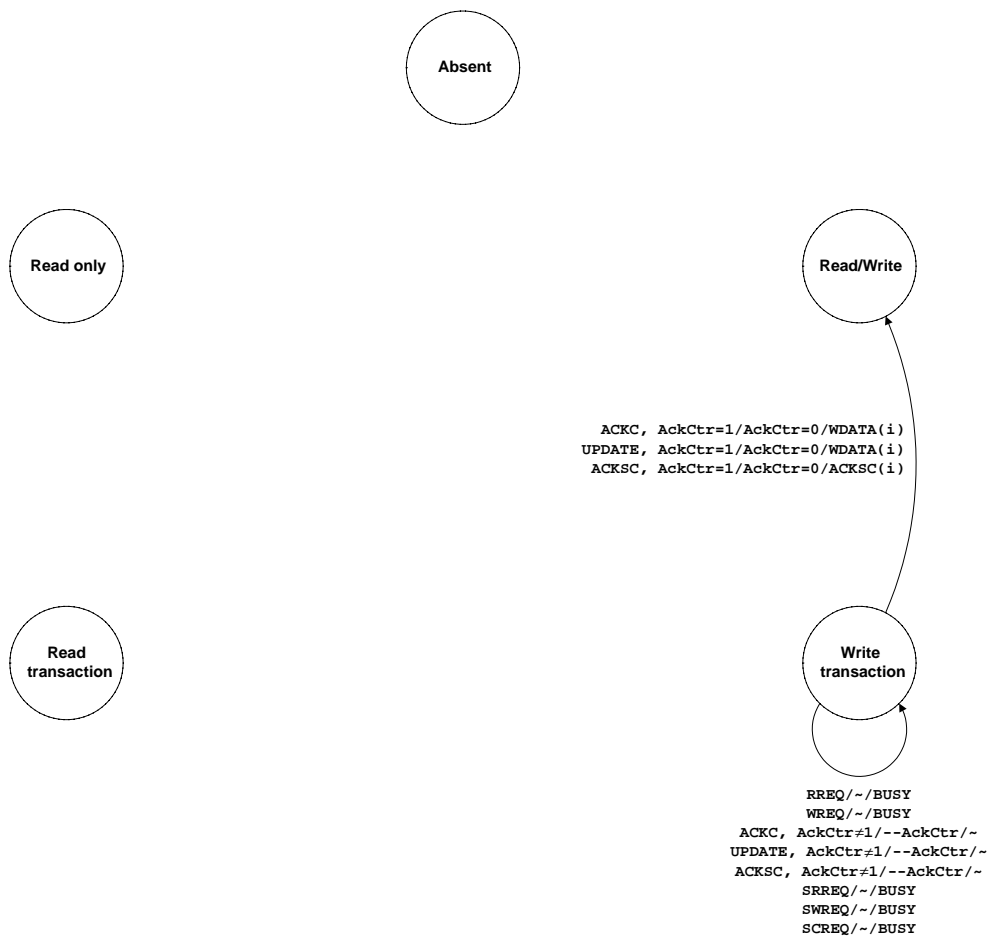 Absent
Read only
Read/Write
ACKC, AckCtr=1/AckCtr=0/WDATA(i)
UPDATE, AckCtr=1/AckCtr=0/WDATA(i)
ACKSC, AckCtr=1/AckCtr=0/ACKSC(i)
Read
transaction
Write
transaction
RREQ/~/BUSY
WREQ/~/BUSY
ACKC, AckCtr≠1/--AckCtr/~
UPDATE, AckCtr≠1/--AckCtr/~
ACKSC, AckCtr≠1/--AckCtr/~
SRREQ/~/BUSY
SWREQ/~/BUSY
SCREQ/~/BUSY